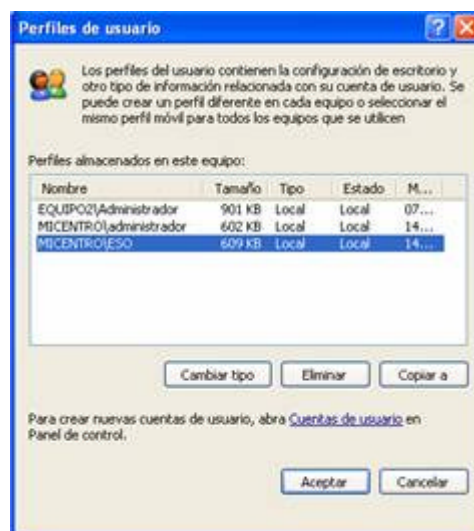 Perfiles de usuario
Los perfiles del usuario contienen la configuración de escritorio y
otro tipo de información relacionada con su cuenta de usuario. Se
puede crear un perfil diferente en cada equipo o seleccionar el
mismo perfil móvil para todos los equipos que se utilicen
Perfiles almacenados en este equipo:
Nombre Tamaño Tipo Estado M...
EQUIPO2\Administrador 901 KB Local Local 07...
MICENTRO\administrador 602 KB Local Local 14...
MICENTRO\ESO 609 KB Local Local 14...
Cambiar tipo Eliminar Copiar a
Para crear nuevas cuentas de usuario, abra Cuentas de usuario en
Panel de control.
Aceptar Cancelar